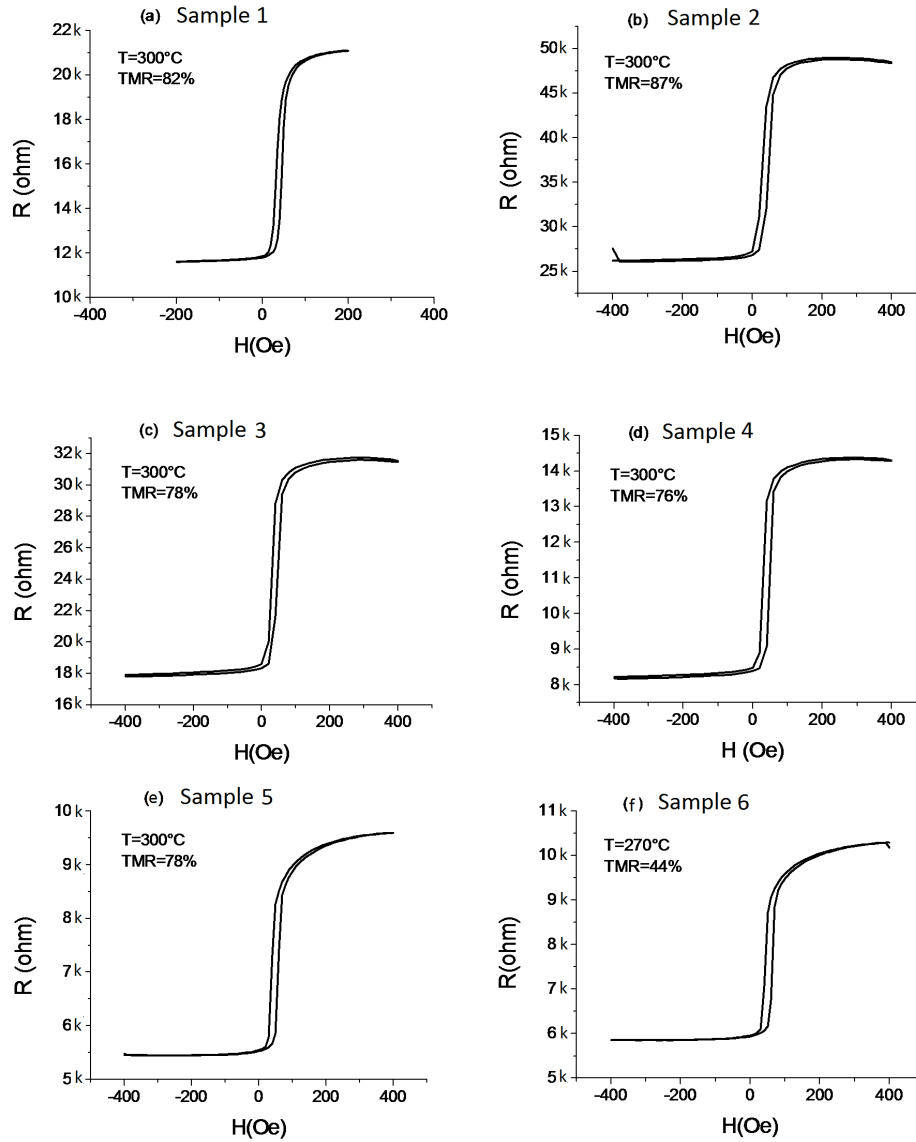 (a) Sample 1
T=300°C
TMR=82%
22k
20k
18k
16k
14k
12k
10k
R (ohm)
-400 -200 0 200 400
H(Oe)
(b) Sample 2
T=300°C
TMR=87%
50k
45k
40k
35k
30k
25k
R (ohm)
-400 -200 0 200 400
H(Oe)
(c) Sample 3
T=300°C
TMR=78%
32k
30k
28k
26k
24k
22k
20k
18k
16k
R (ohm)
-400 -200 0 200 400
H(Oe)
(d) Sample 4
T=300°C
TMR=76%
15k
14k
13k
12k
11k
10k
9k
8k
R (ohm)
-400 -200 0 200 400
H (Oe)
(e) Sample 5
T=300°C
TMR=78%
10k
9k
8k
7k
6k
5k
R (ohm)
-400 -200 0 200 400
H(Oe)
(f) Sample 6
T=270°C
TMR=44%
11k
10k
9k
8k
7k
6k
5k
R(ohm)
-400 -200 0 200 400
H(Oe)